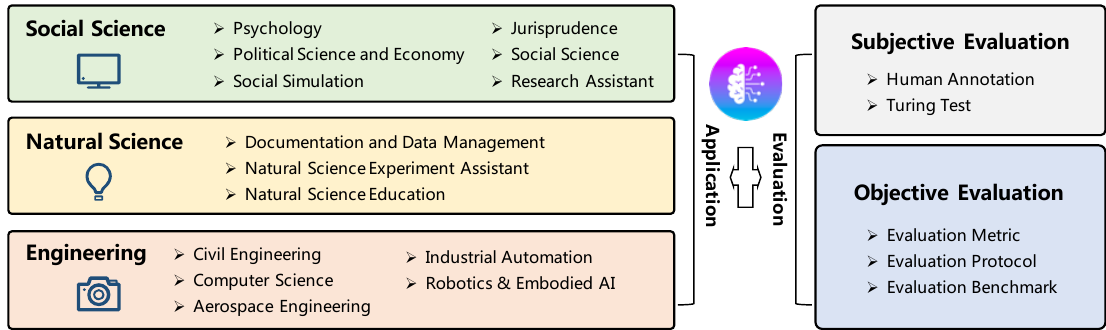 Social Science
Psychology
Political Science and Economy
Social Simulation
Jurisprudence
Social Science
Research Assistant
Natural Science
Documentation and Data Management
Natural Science Experiment Assistant
Natural Science Education
Engineering
Civil Engineering
Computer Science
Aerospace Engineering
Industrial Automation
Robotics & Embodied AI
Application
Evaluation
Subjective Evaluation
Human Annotation
Turing Test
Objective Evaluation
Evaluation Metric
Evaluation Protocol
Evaluation Benchmark